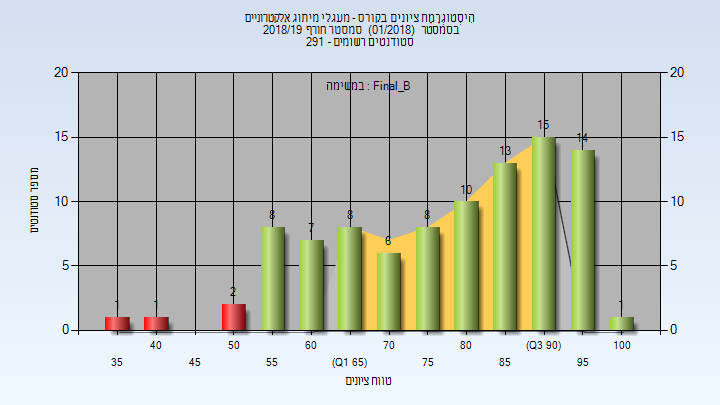 היסטוגרמת ציונים בקורס - מעגלי מיתוג אלקטרוניים
בסמסטר (01/2018) סמסטר חורף 2018/19
סטודנטים רשומים - 291
במשימה : Final_B
20 20
15 15
10 10
5 5
0 0
מספר סטודנטים
1 1 2 8 7 8 6 8 10 13 15 14 1
40 50 60 70 80 (Q3 90) 100
35 45 55 (Q1 65) 75 85 95
טווח ציונים